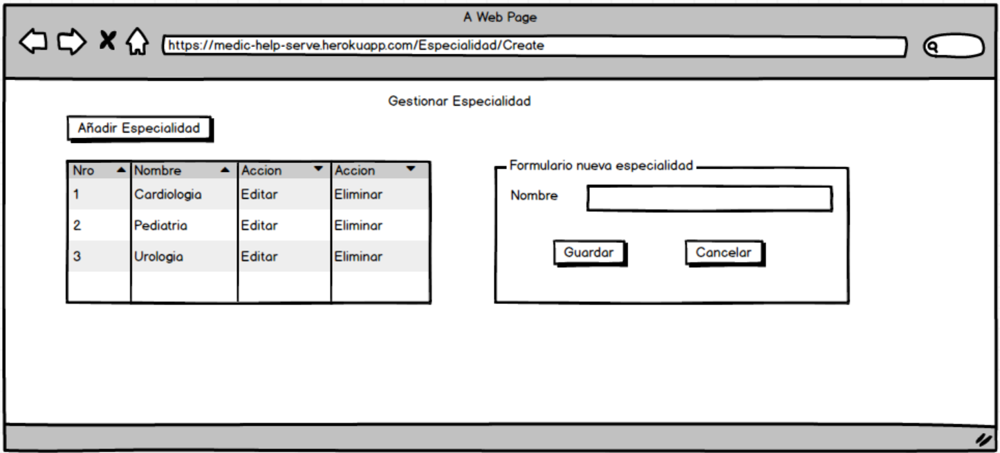 A Web Page
https://medic-help-serve.herokuapp.com/Especialidad/Create
Gestionar Especialidad
Añadir Especialidad
Nro Nombre Accion Accion
1 Cardiologia Editar Eliminar
2 Pediatria Editar Eliminar
3 Urologia Editar Eliminar
Formulario nueva especialidad
Nombre
Guardar Cancelar